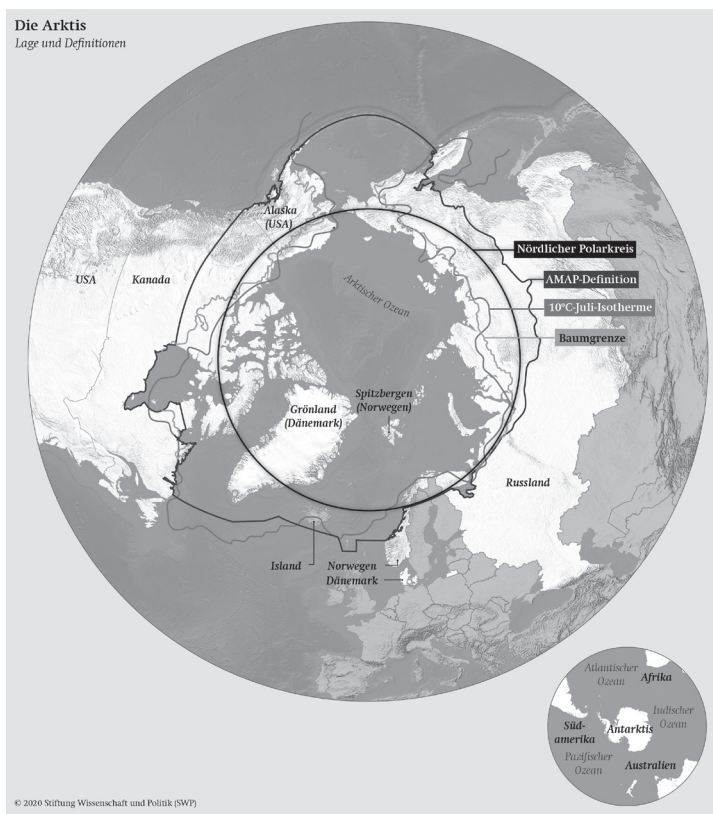 Die Arktis
Lage und Definitionen
Alaska
(USA)
Nördlicher Polarkreis
USA
Kanada
AMAP-Definition
Arktischer Ozean
10°C-Juli-Isotherme
Baumgrenze
Spitzbergen
(Norwegen)
Grönland
(Dänemark)
Russland
Island
Norwegen
Dänemark
Atlantischer
Ozean
Afrika
Indischer
Ozean
Süd-
amerika
Antarktis
Pazifischer
Ozean
Australien
© 2020 Stiftung Wissenschaft und Politik (SWP)